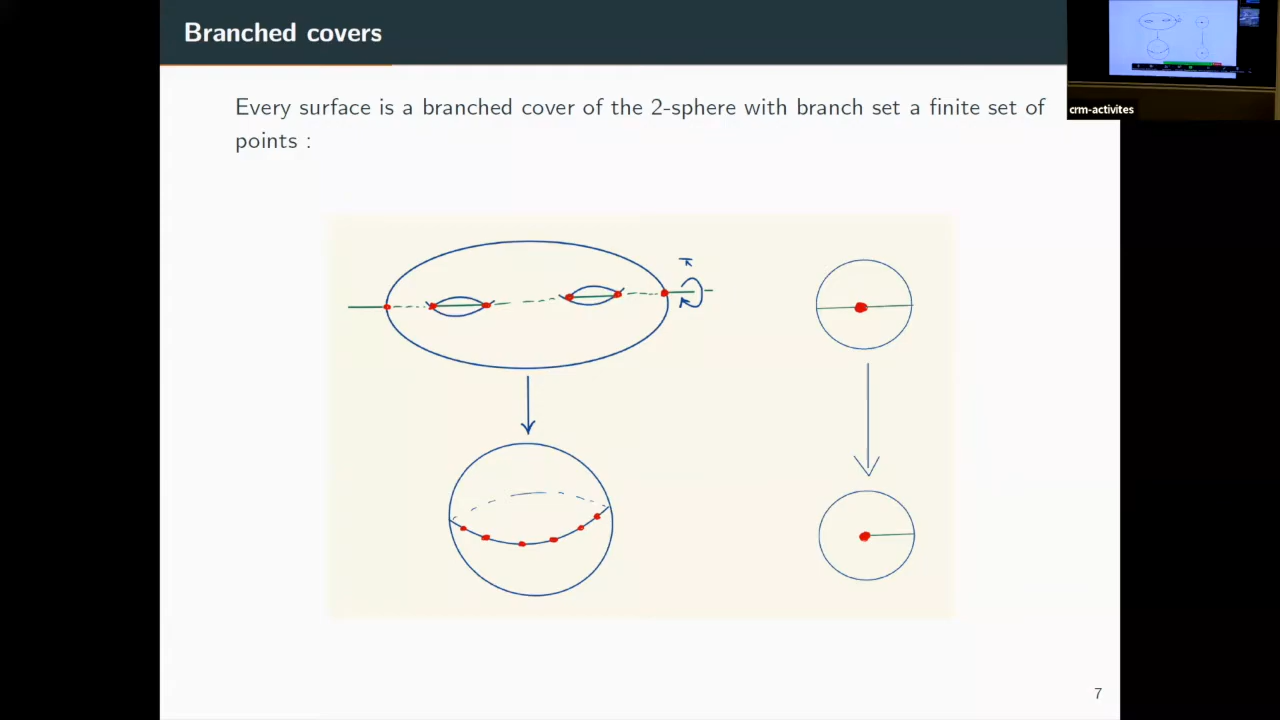 Branched covers
crm-activites
Every surface is a branched cover of the 2-sphere with branch set a finite set of
points :
π
7